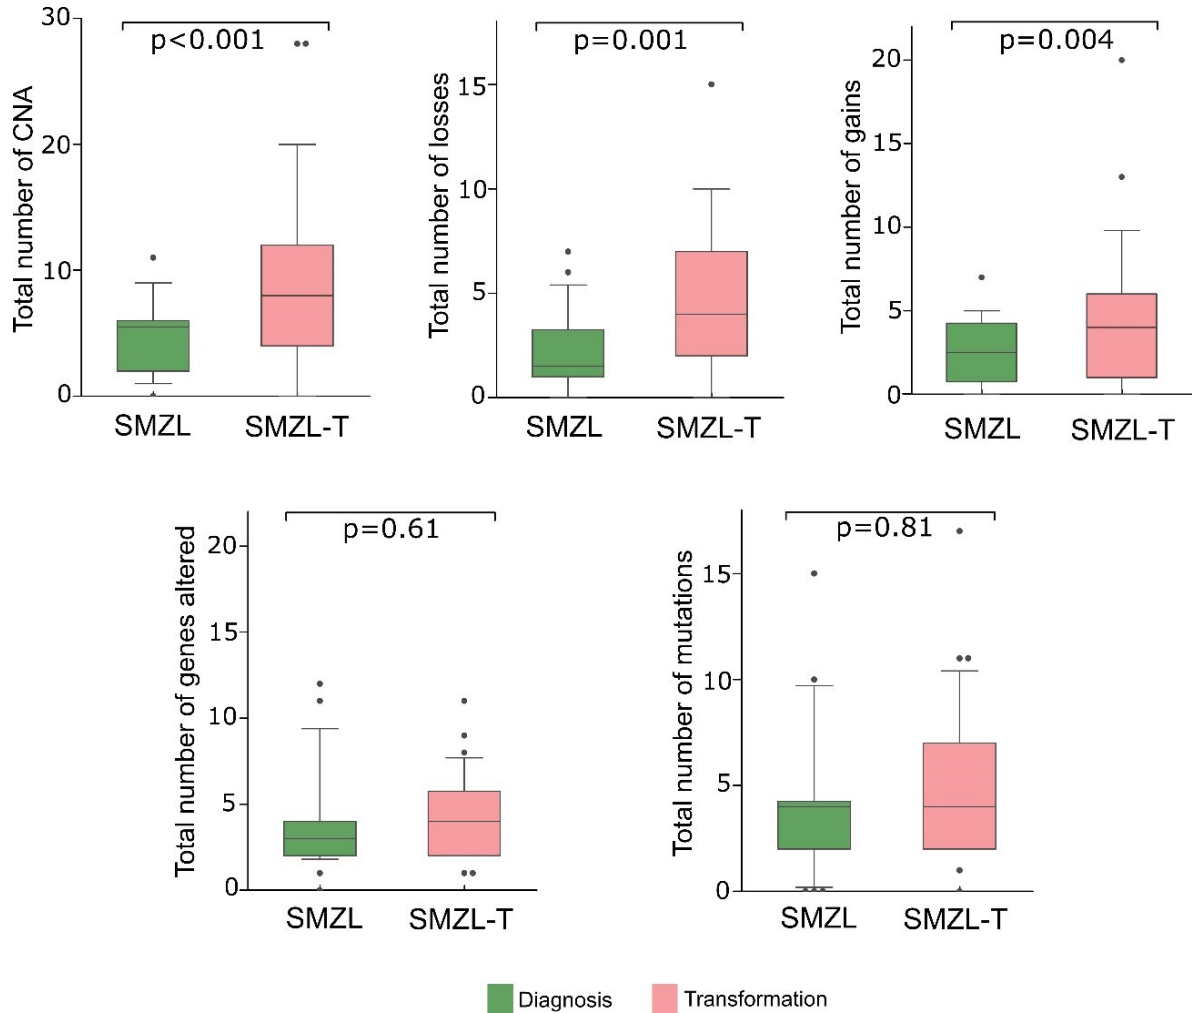 Total number of CNA
30
20
10
0
p<0.001
SMZL
SMZL-T
Total number of losses
15
10
5
0
p=0.001
SMZL
SMZL-T
Total number of gains
20
15
10
5
0
p=0.004
SMZL
SMZL-T
Total number of genes altered
20
15
10
5
0
p=0.61
SMZL
SMZL-T
Total number of mutations
15
10
5
0
p=0.81
SMZL
SMZL-T
Diagnosis
Transformation